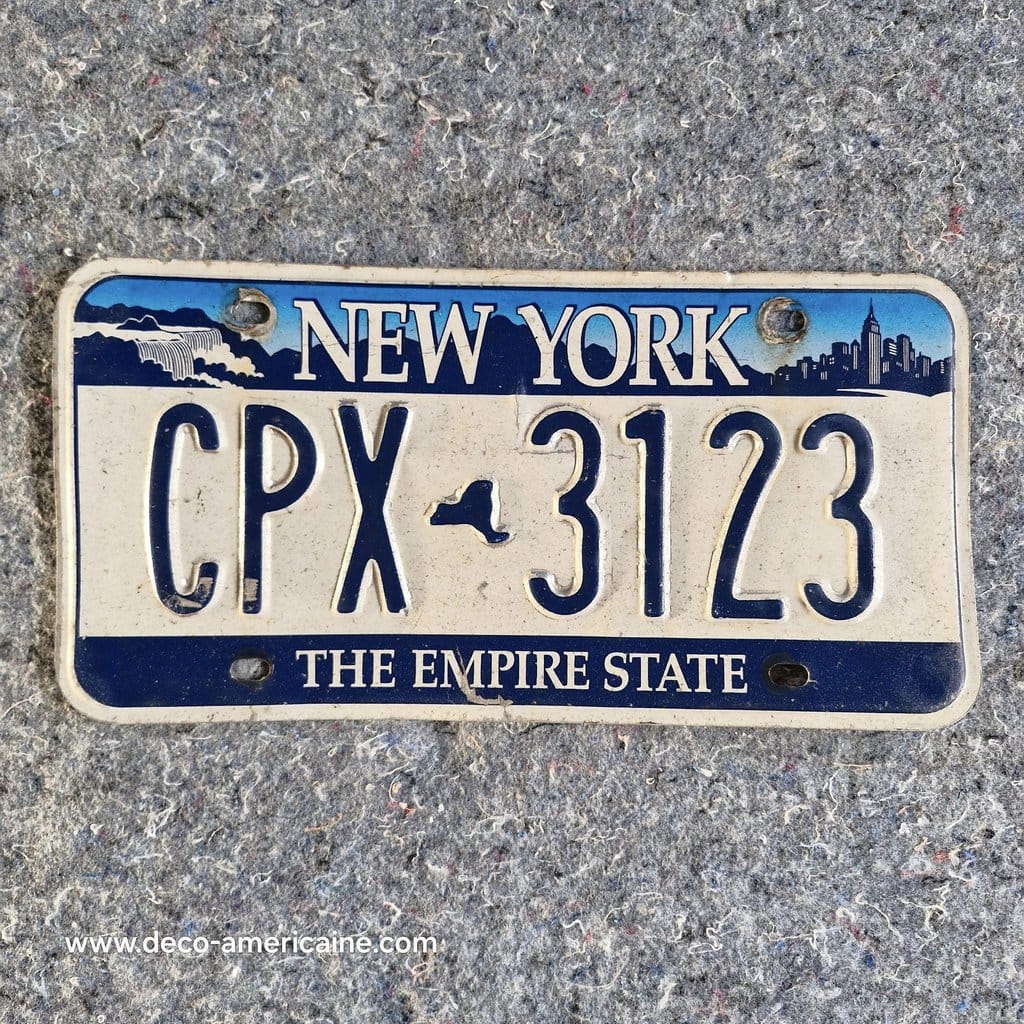 NEW YORK
CPX 3123
THE EMPIRE STATE
www.deco-americaine.com